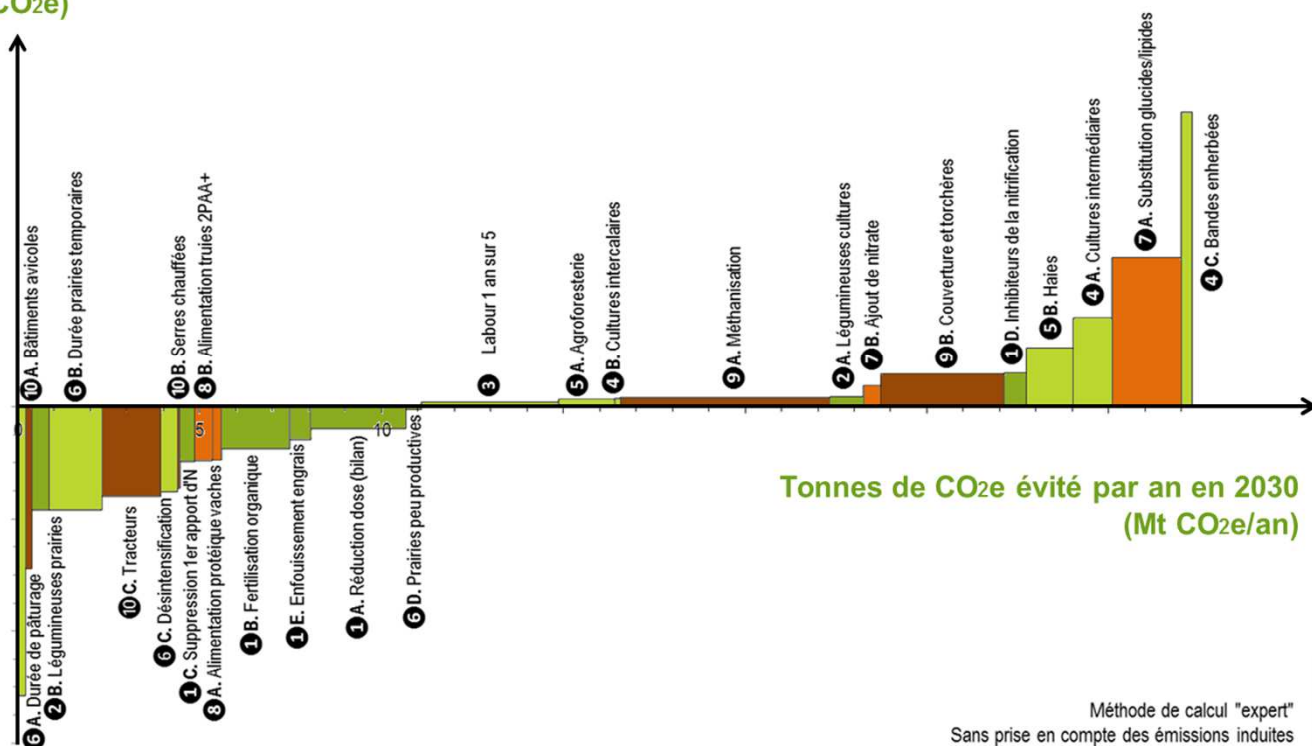 CO2e)
10 A. Bâtiments avicoles
6 B. Durée prairies temporaires
10 B. Serres chauffées
8 B. Alimentation truies 2PAA+
3 Labour 1 an sur 5
5 A. Agroforesterie
4 B. Cultures intercalaires
9 A. Méthanisation
2 A. Légumineuses cultures
7 B. Ajout de nitrate
9 B. Couverture et torchères
1 D. Inhibiteurs de la nitrification
5 B. Haies
4 A. Cultures intermédiaires
7 A. Substitution glucides/lipides
4 C. Bandes enherbées
0
5
10
6 A. Durée de pâturage
2 B. Légumineuses prairies
10 C. Tracteurs
6 C. Désintensification
1 C. Suppression 1er apport d'N
8 A. Alimentation protéique vaches
1 B. Fertilisation organique
1 E. Enfouissement engrais
1 A. Réduction dose (bilan)
6 D. Prairies peu productives
Tonnes de CO2e évité par an en 2030
(Mt CO2e/an)
Méthode de calcul "expert"
Sans prise en compte des émissions induites